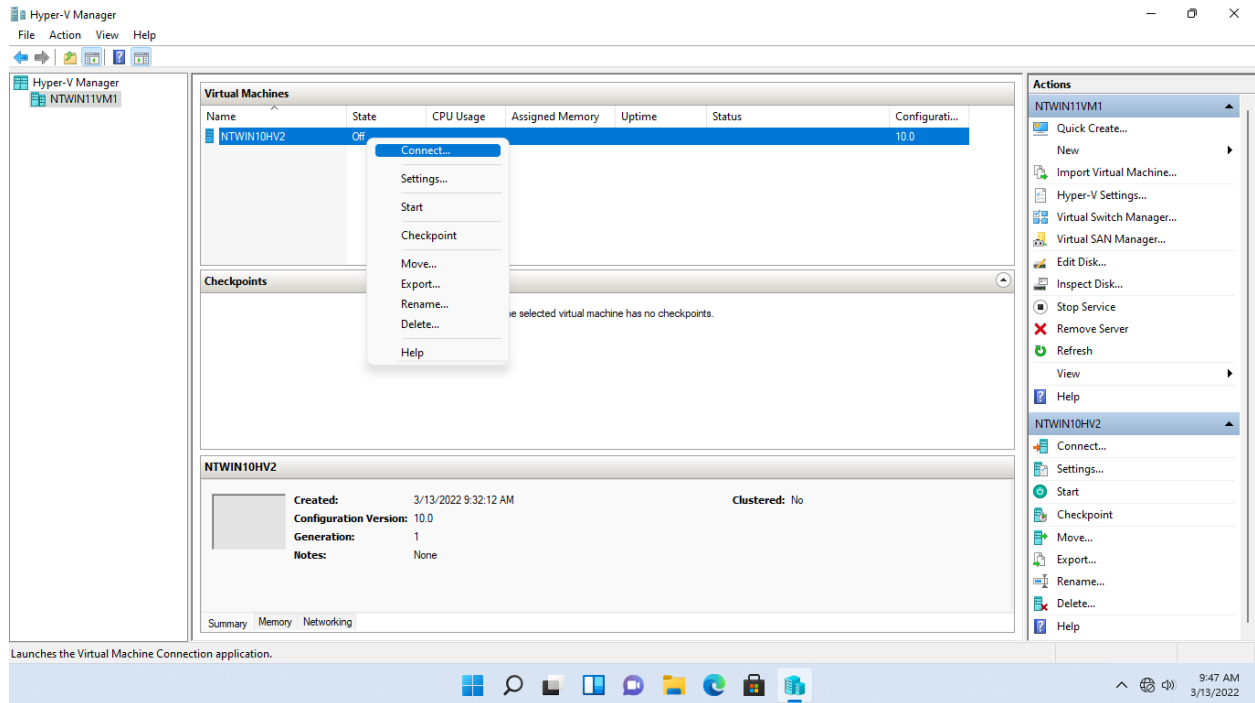 Hyper-V Manager
File Action View Help
Hyper-V Manager
NTWIN11VM1
Virtual Machines
Name State CPU Usage Assigned Memory Uptime Status Configurati...
NTWIN10HV2 Off 10.0
Connect...
Settings...
Start
Checkpoint
Move...
Export...
Rename...
Delete...
Help
Checkpoints
selected virtual machine has no checkpoints.
NTWIN10HV2
Created: 3/13/2022 9:32:12 AM Clustered: No
Configuration Version: 10.0
Generation: 1
Notes: None
Summary Memory Networking
Actions
NTWIN11VM1
Quick Create...
New
Import Virtual Machine...
Hyper-V Settings...
Virtual Switch Manager...
Virtual SAN Manager...
Edit Disk...
Inspect Disk...
Stop Service
Remove Server
Refresh
View
Help
NTWIN10HV2
Connect...
Settings...
Start
Checkpoint
Move...
Export...
Rename...
Delete...
Help
Launches the Virtual Machine Connection application.
9:47 AM
3/13/2022